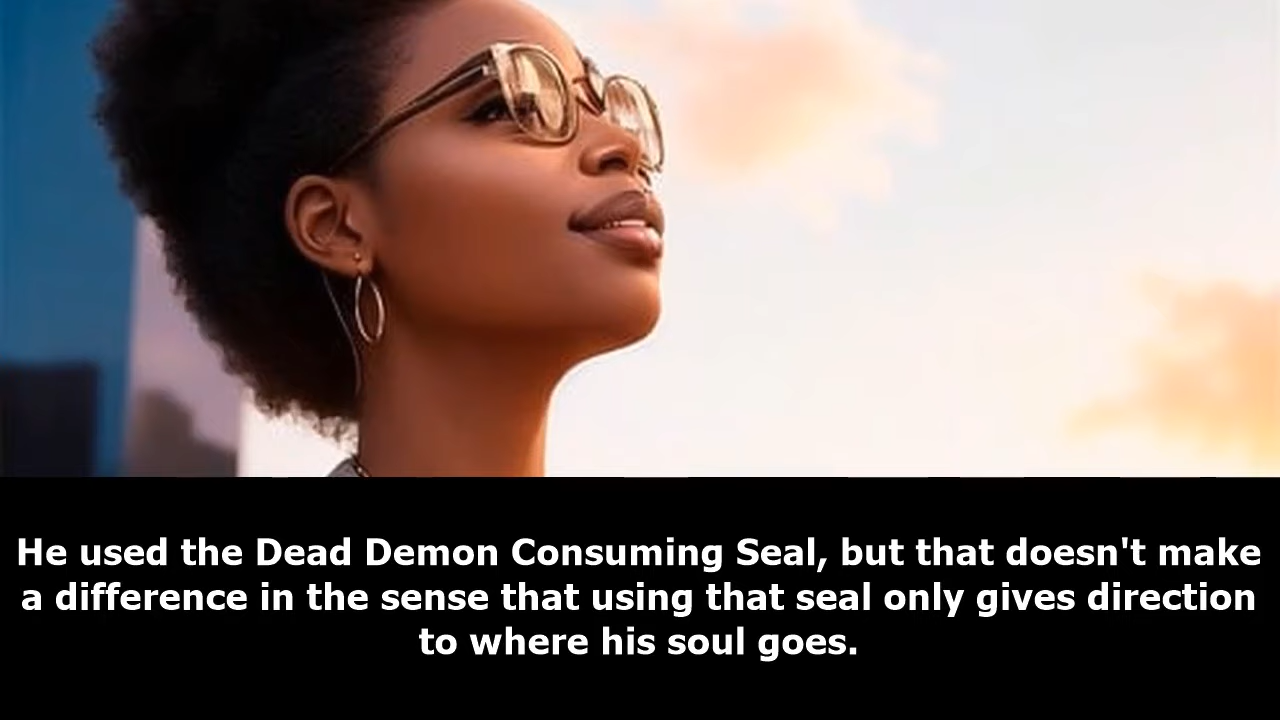 He used the Dead Demon Consuming Seal, but that doesn't make
a difference in the sense that using that seal only gives direction
to where his soul goes.